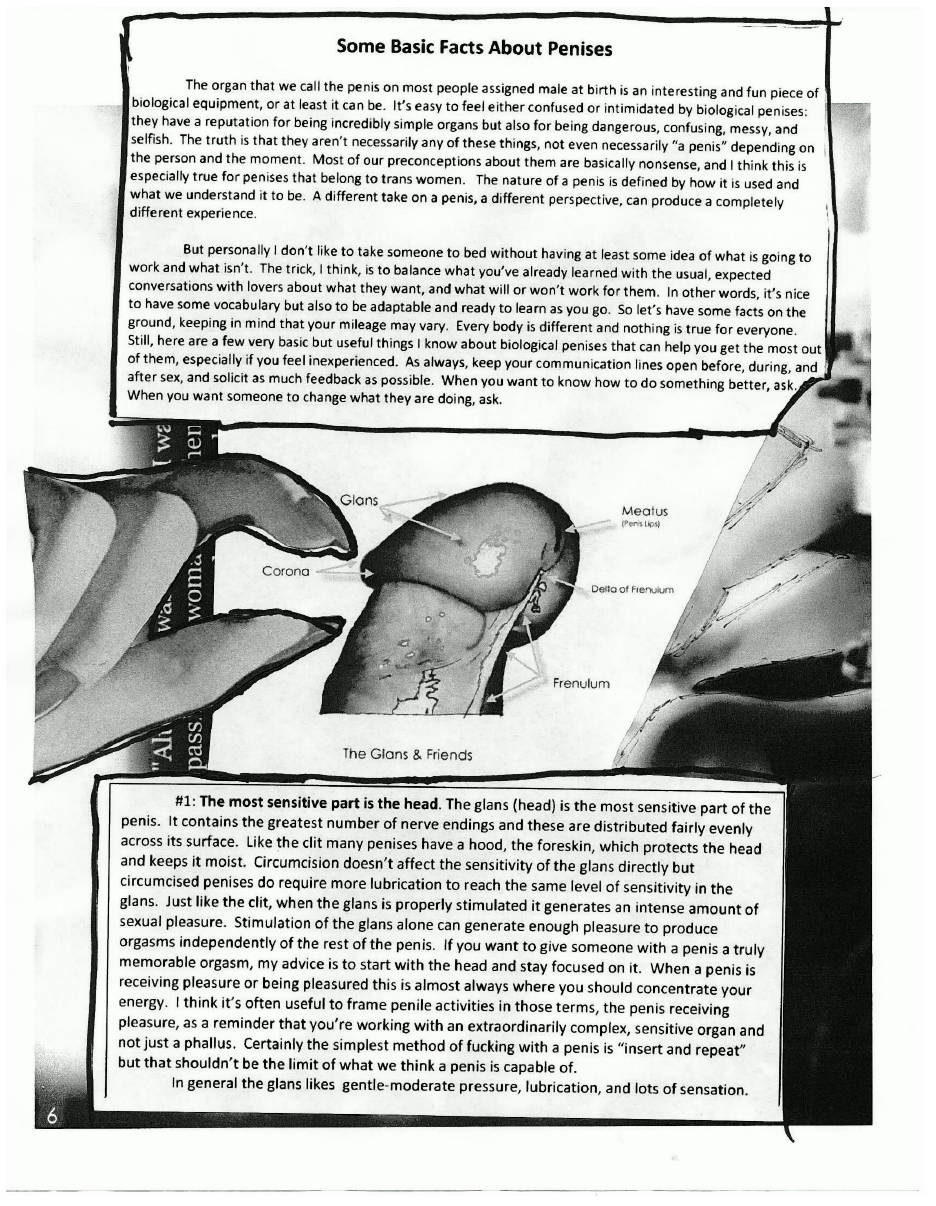 Some Basic Facts About Penises
The organ that we call the penis on most people assigned male at birth is an interesting and fun piece of
biological equipment, or at least it can be. It's easy to feel either confused or intimidated by biological penises:
they have a reputation for being incredibly simple organs but also for being dangerous, confusing, messy, and
selfish. The truth is that they aren't necessarily any of these things, not even necessarily "a penis" depending on
the person and the moment. Most of our preconceptions about them are basically nonsense, and I think this is
especially true for penises that belong to trans women. The nature of a penis is defined by how it is used and
what we understand it to be. A different take on a penis, a different perspective, can produce a completely
different experience.
But personally I don't like to take someone to bed without having at least some idea of what is going to
work and what isn't. The trick, I think, is to balance what you've already learned with the usual, expected
conversations with lovers about what they want, and what will or won't work for them. In other words, it's nice
to have some vocabulary but also to be adaptable and ready to learn as you go. So let's have some facts on the
ground, keeping in mind that your mileage may vary. Every body is different and nothing is true for everyone.
Still, here are a few very basic but useful things I know about biological penises that can help you get the most out
of them, especially if you feel inexperienced. As always, keep your communication lines open before, during, and
after sex, and solicit as much feedback as possible. When you want to know how to do something better, ask.
When you want someone to change what they are doing, ask.
I wa
Glans
Meatus
(Penis Lips)
Corona
Delta of Frenulum
woma
Frenulum
pass.
The Glans & Friends
#1: The most sensitive part is the head. The glans (head) is the most sensitive part of the
penis. It contains the greatest number of nerve endings and these are distributed fairly evenly
across its surface. Like the clit many penises have a hood, the foreskin, which protects the head
and keeps it moist. Circumcision doesn't affect the sensitivity of the glans directly but
circumcised penises do require more lubrication to reach the same level of sensitivity in the
glans. Just like the clit, when the glans is properly stimulated it generates an intense amount of
sexual pleasure. Stimulation of the glans alone can generate enough pleasure to produce
orgasms independently of the rest of the penis. If you want to give someone with a penis a truly
memorable orgasm, my advice is to start with the head and stay focused on it. When a penis is
receiving pleasure or being pleasured this is almost always where you should concentrate your
energy. I think it's often useful to frame penile activities in those terms, the penis receiving
pleasure, as a reminder that you're working with an extraordinarily complex, sensitive organ and
not just a phallus. Certainly the simplest method of fucking with a penis is "insert and repeat"
but that shouldn't be the limit of what we think a penis is capable of.
In general the glans likes gentle-moderate pressure, lubrication, and lots of sensation.
6